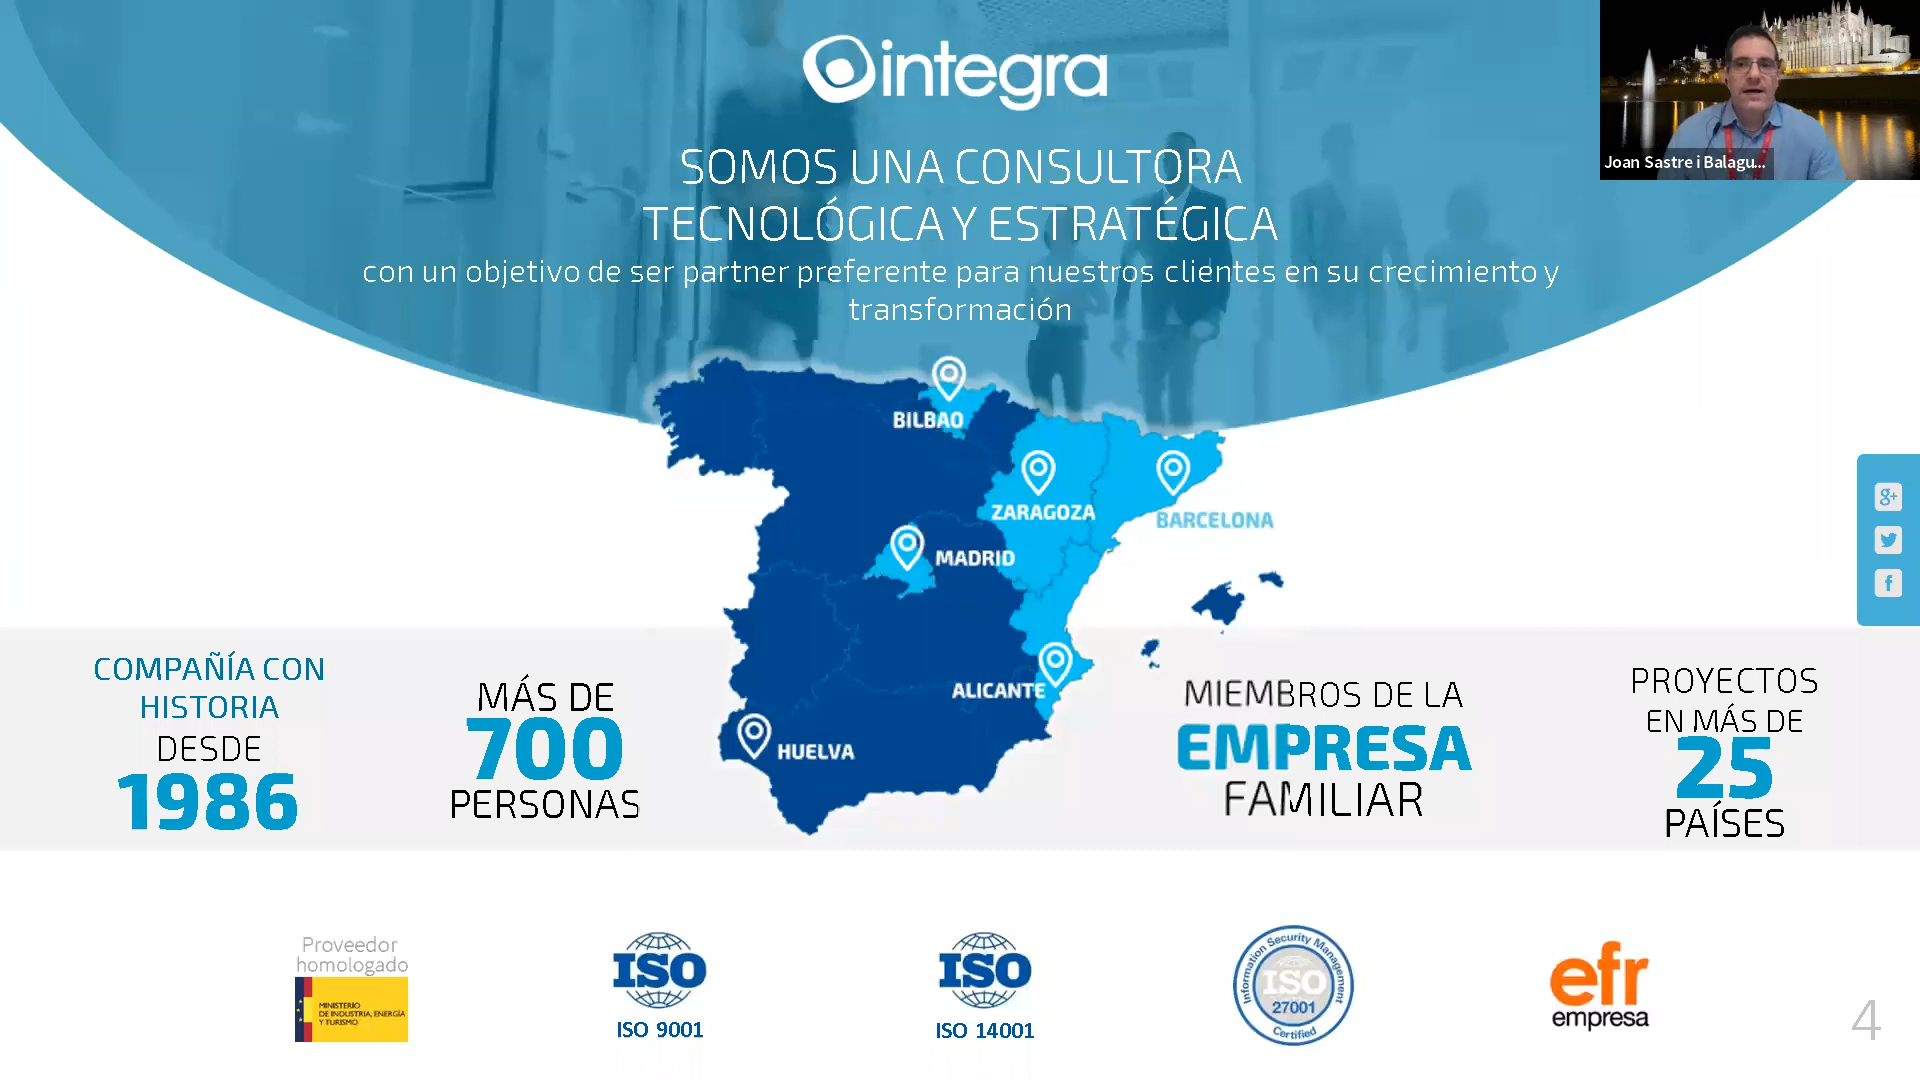 integra
Joan Sastre i Balagu...
SOMOS UNA CONSULTORA
TECNOLÓGICA Y ESTRATÉGICA
con un objetivo de ser partner preferente para nuestros clientes en su crecimiento y
transformación
BILBAO
ZARAGOZA
BARCELONA
MADRID
ALICANTE
HUELVA
COMPAÑÍA CON
HISTORIA
DESDE
1986
MÁS DE
700
PERSONAS
MIEMBROS DE LA
EMPRESA
FAMILIAR
PROYECTOS
EN MÁS DE
25
PAÍSES
g+
f
Proveedor
homologado
MINISTERIO
DE INDUSTRIA, ENERGÍA
Y TURISMO
ISO
ISO 9001
ISO
ISO 14001
Information Security Management
ISO
27001
Certified
efr
empresa
4